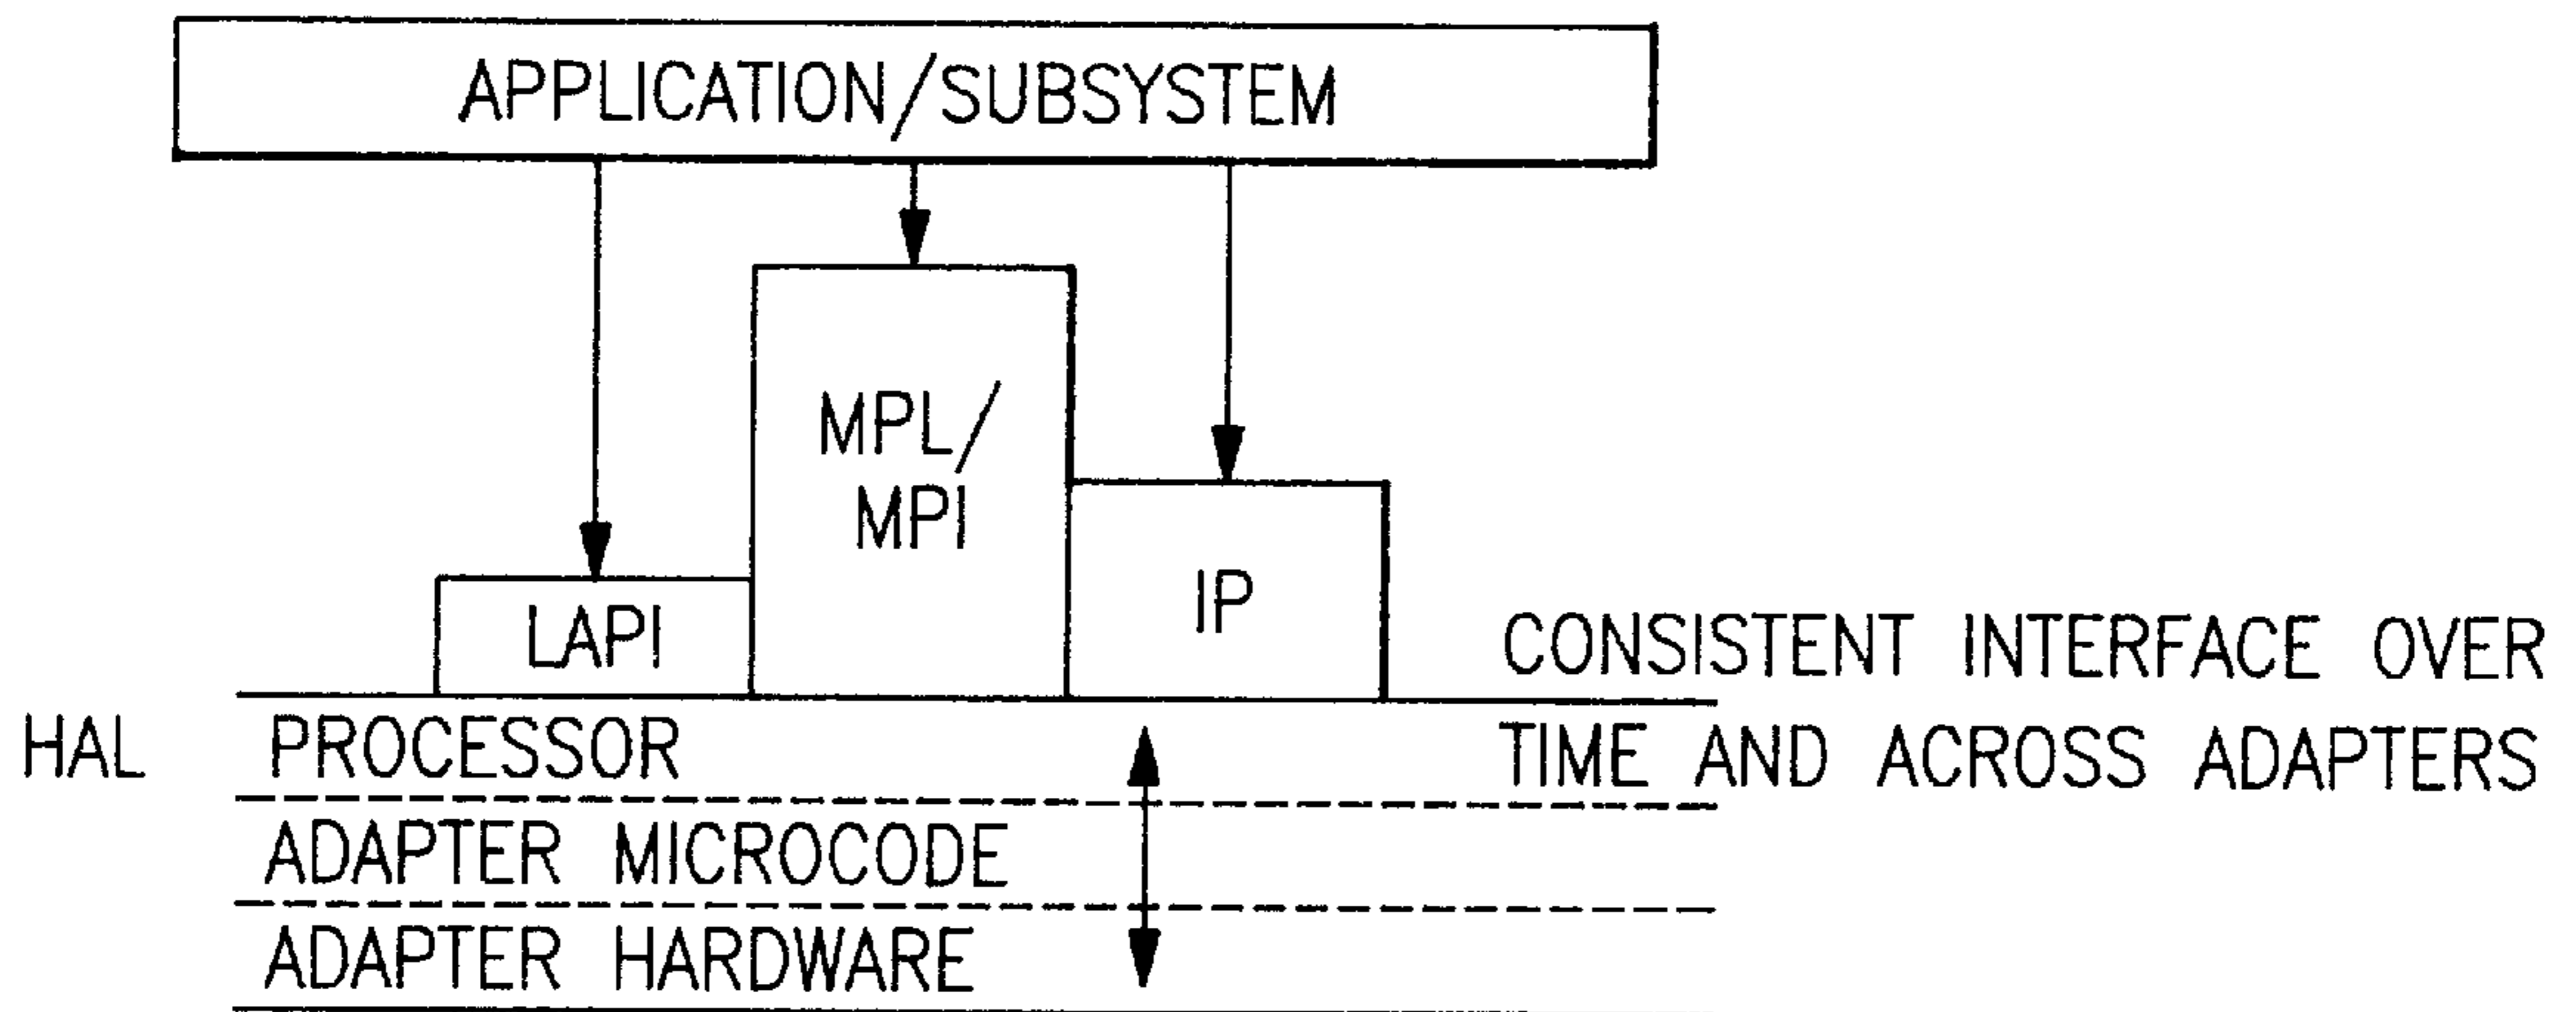 APPLICATION/SUBSYSTEM
MPL/
MPI
IP
LAPI
CONSISTENT INTERFACE OVER
TIME AND ACROSS ADAPTERS
HAL
PROCESSOR
ADAPTER MICROCODE
ADAPTER HARDWARE